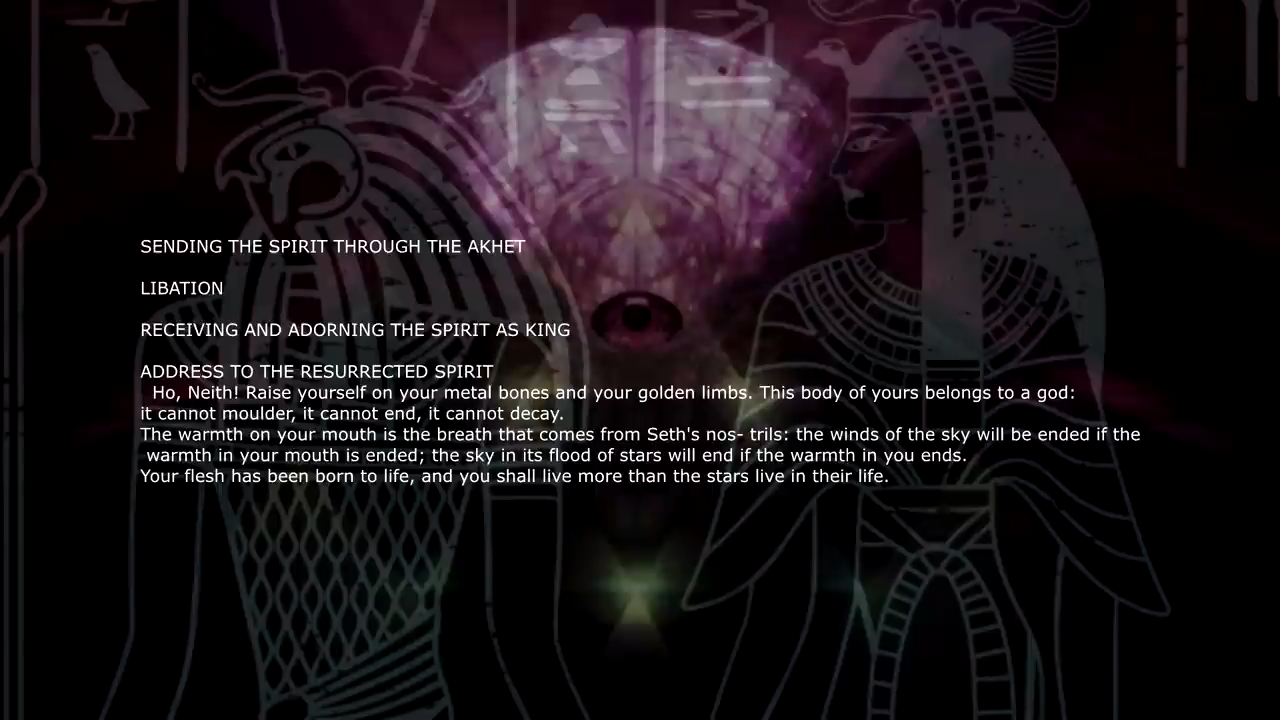 SENDING THE SPIRIT THROUGH THE AKHET
LIBATION
RECEIVING AND ADORNING THE SPIRIT AS KING
ADDRESS TO THE RESURRECTED SPIRIT
Ho, Neith! Raise yourself on your metal bones and your golden limbs. This body of yours belongs to a god:
it cannot moulder, it cannot end, it cannot decay.
The warmth on your mouth is the breath that comes from Seth's nos- trils: the winds of the sky will be ended if the
warmth in your mouth is ended; the sky in its flood of stars will end if the warmth in you ends.
Your flesh has been born to life, and you shall live more than the stars live in their life.